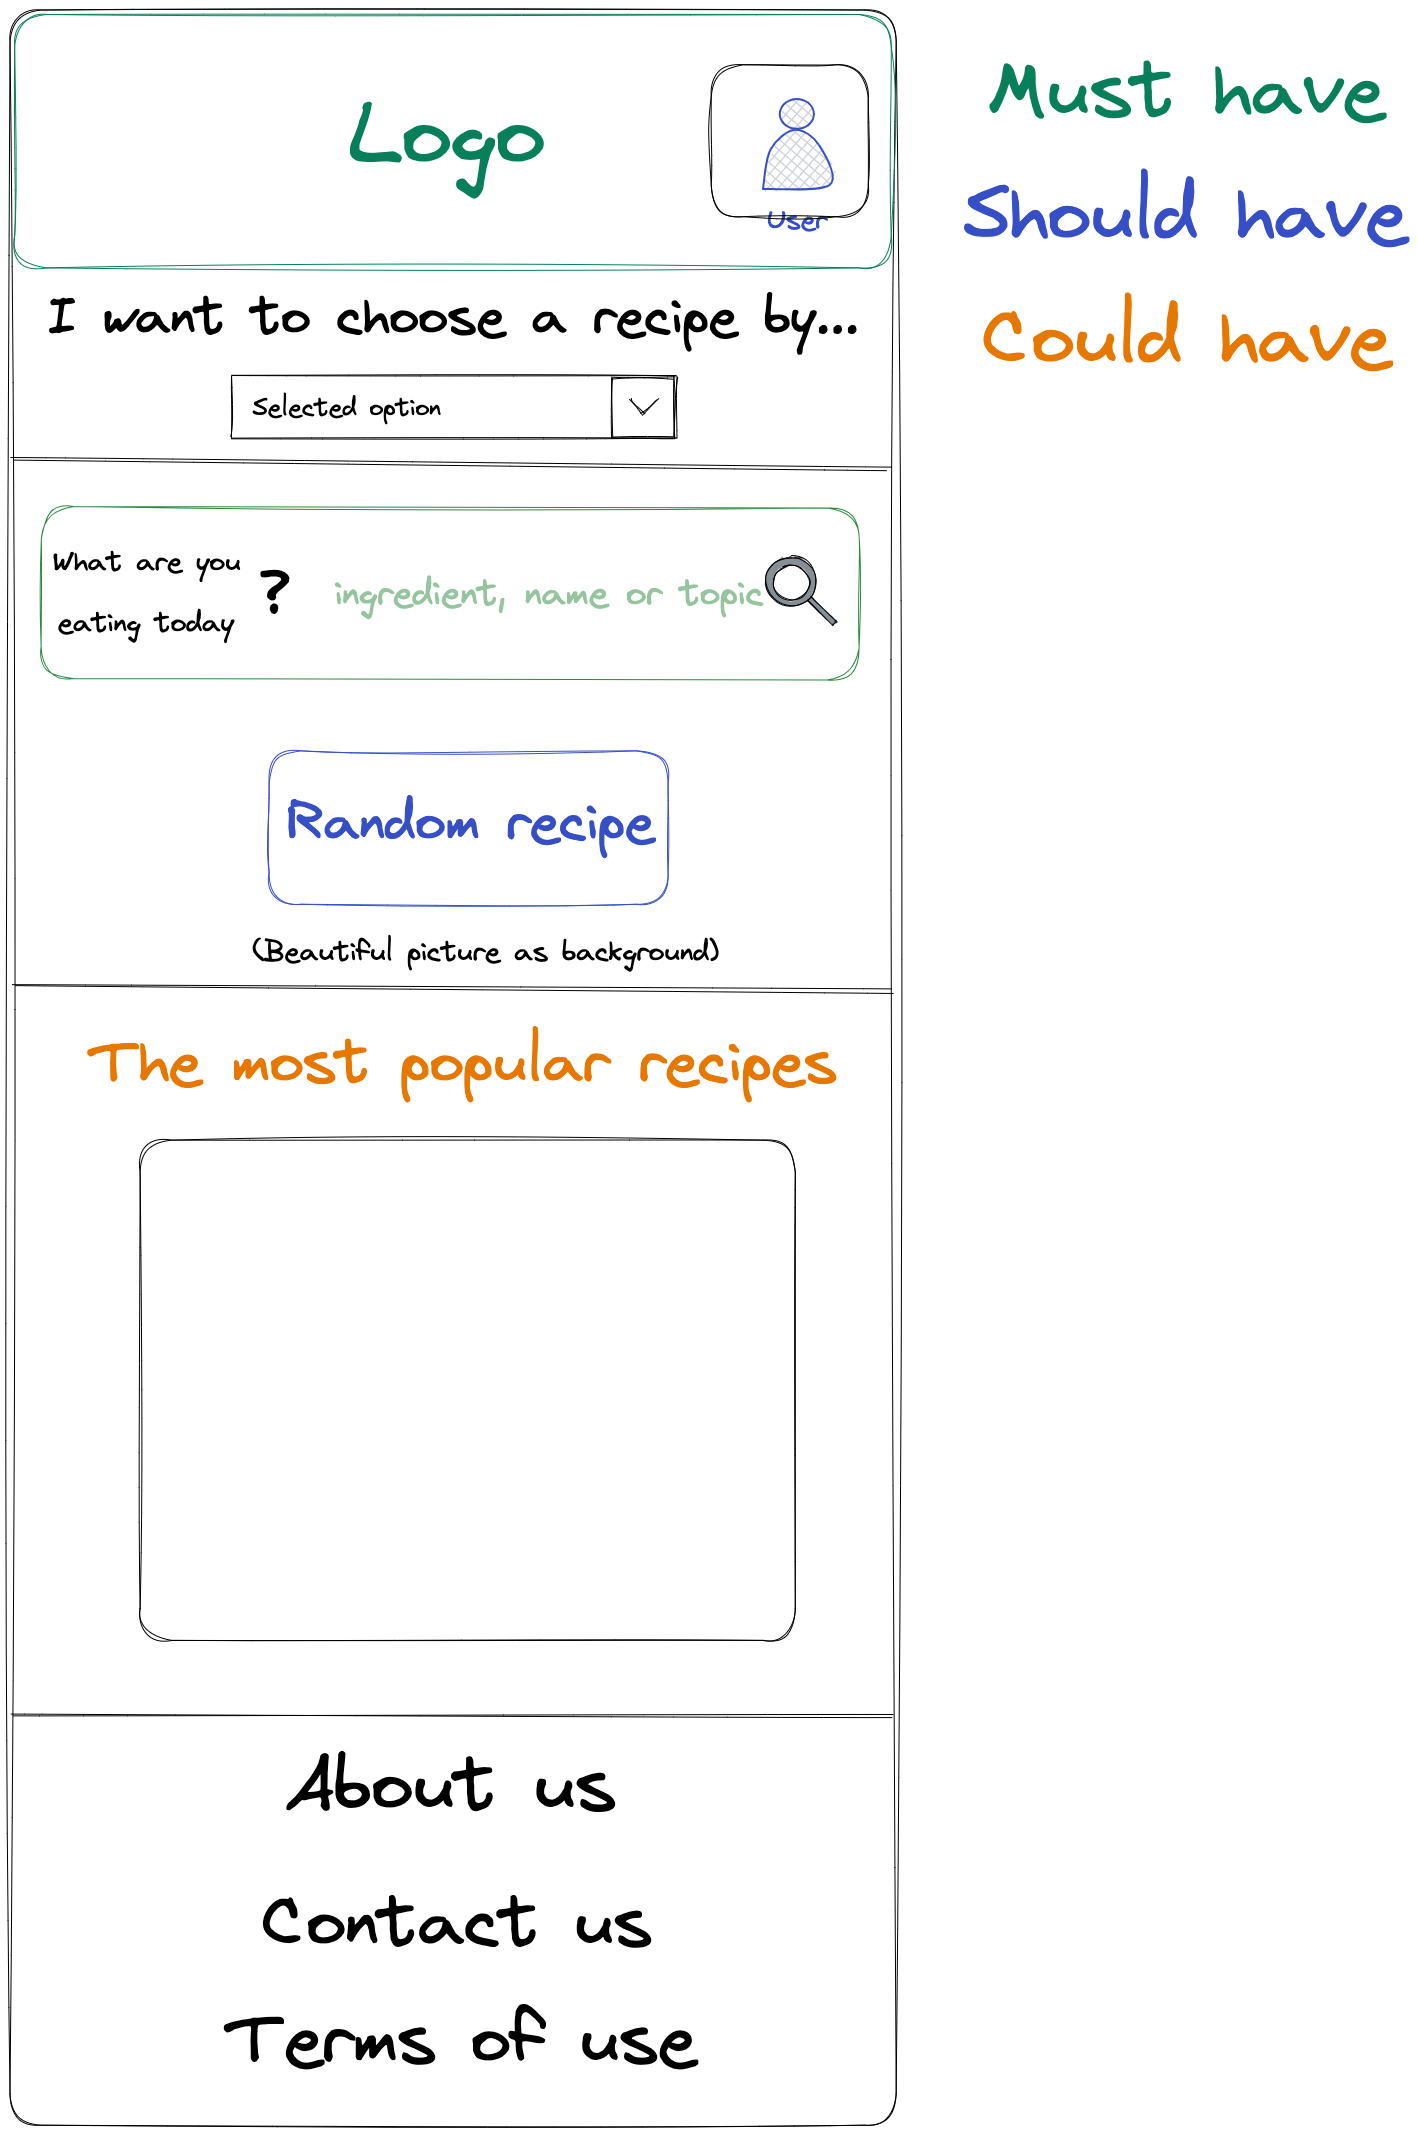 Logo
User
I want to choose a recipe by...
Selected option
What are you
eating today
?
ingredient, name or topic
Random recipe
(Beautiful picture as background)
The most popular recipes
About us
Contact us
Terms of use
Must have
Should have
Could have